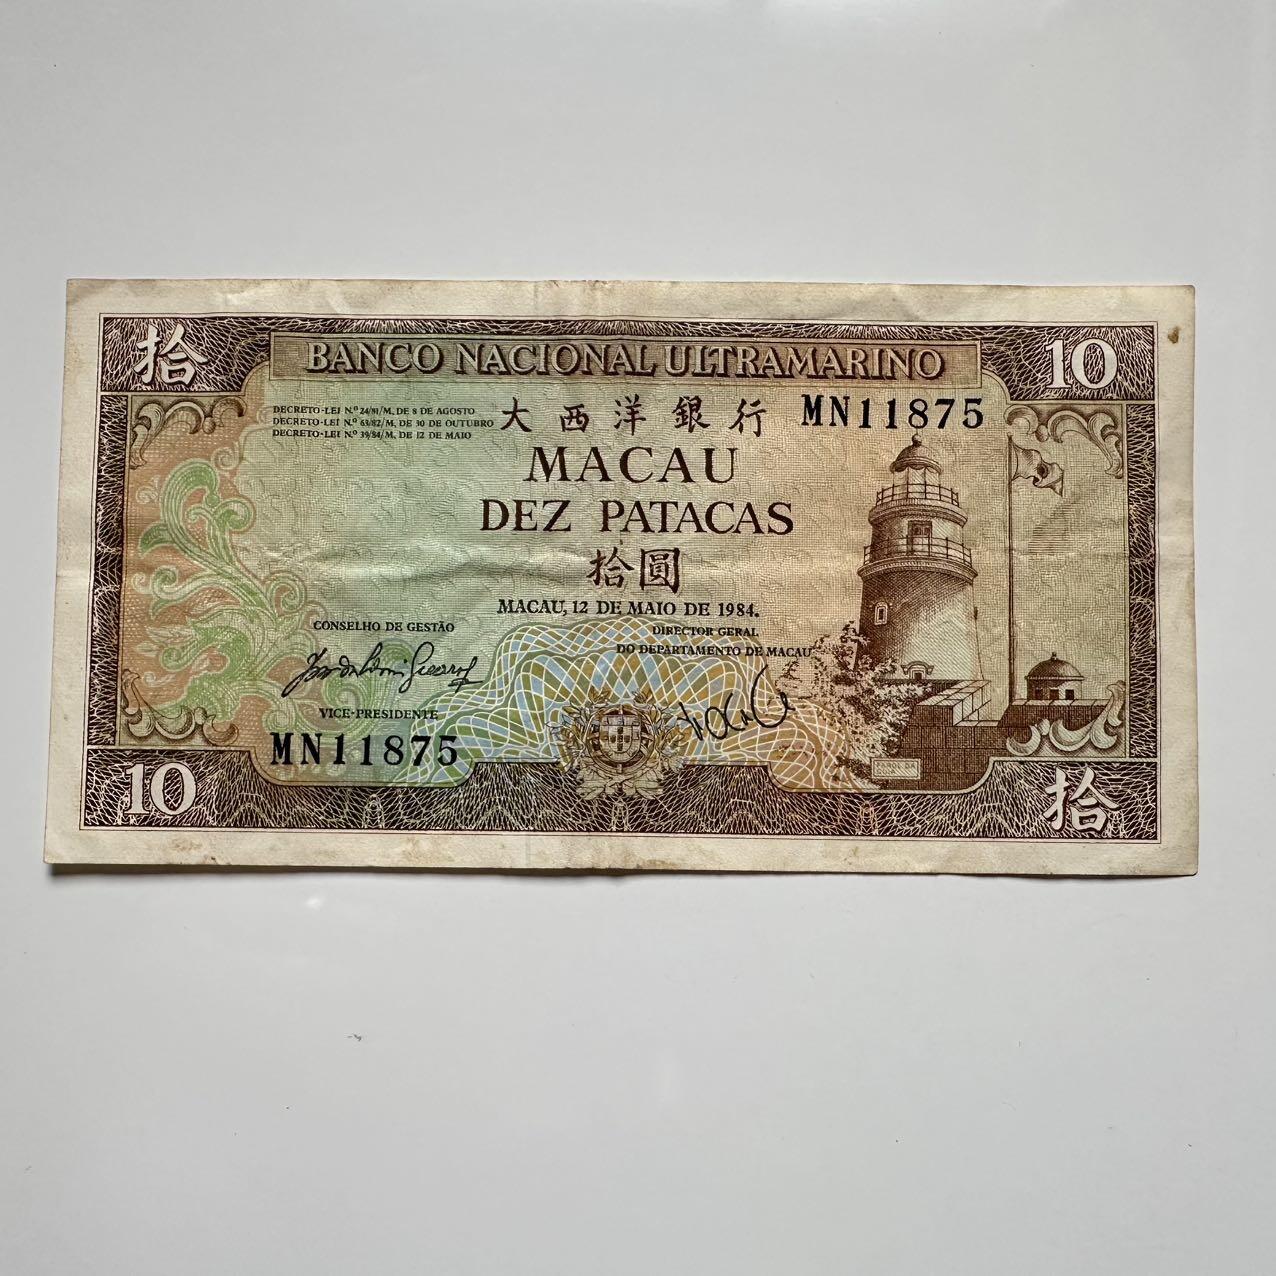 拾
BANCO NACIONAL ULTRAMARINO
10
DECRETO-LEI N.º 24/81/M, DE 8 DE AGOSTO
DECRETO-LEI N.º 63/82/M, DE 30 DE OUTUBRO
DECRETO-LEI N.º 39/84/M, DE 12 DE MAIO
大西洋銀行
MN11875
MACAU
DEZ PATACAS
拾圓
MACAU, 12 DE MAIO DE 1984.
CONSELHO DE GESTÃO
DIRECTOR GERAL
DO DEPARTAMENTO DE MACAU
VICE-PRESIDENTE
MN11875
10
拾